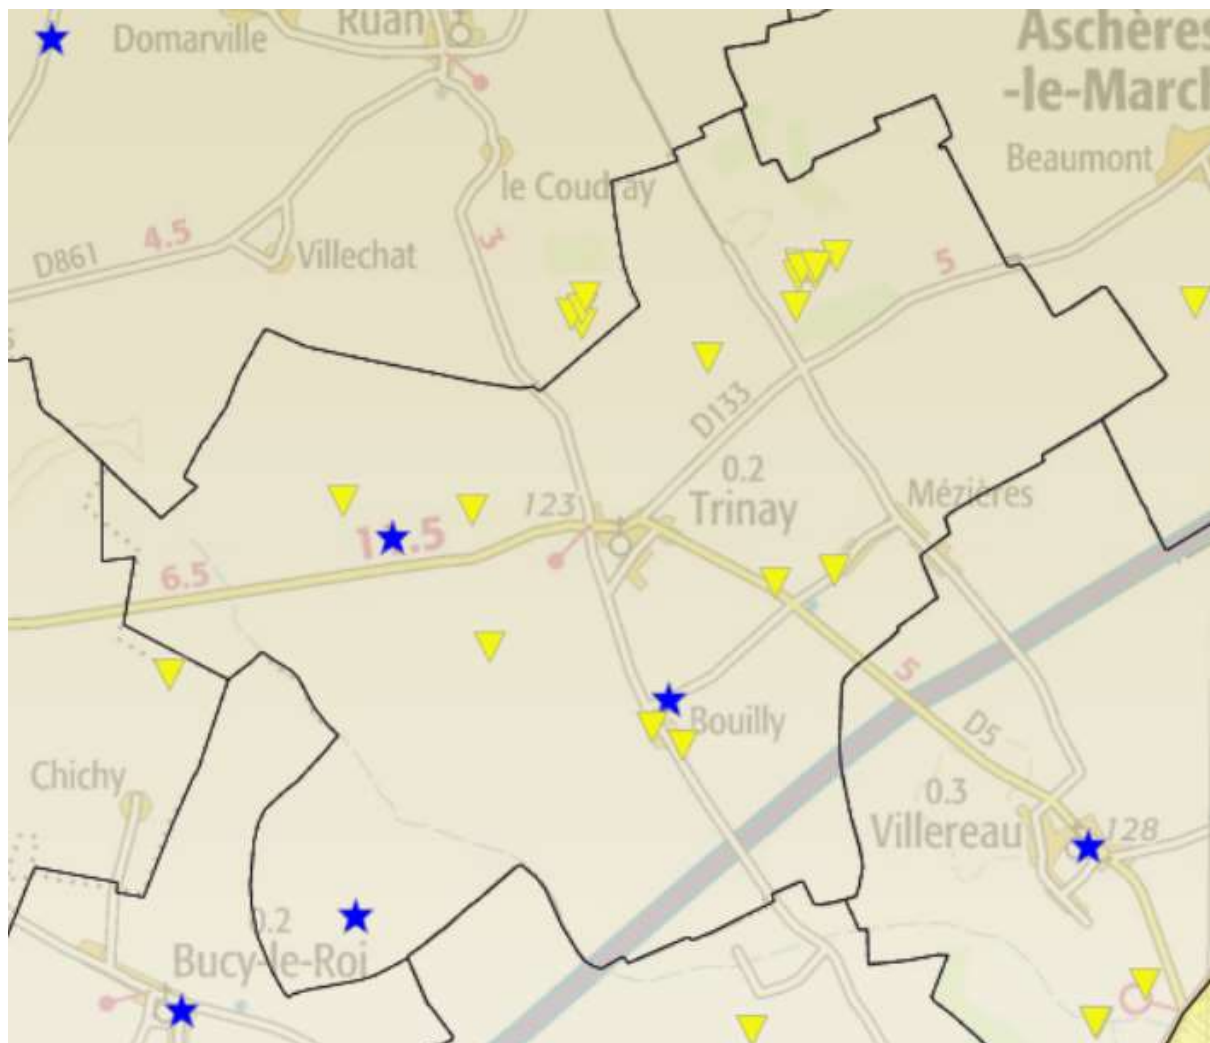 Domarville
Ruan
Aschères
-le-March
Beaumont
le Coudray
4.5
3
D861
Villechat
5
D133
0.2
Trinay
123
Mézières
6.5
5
Bouilly
D5
Chichy
0.3
Villereau
128
0.2
Bucy-le-Roi